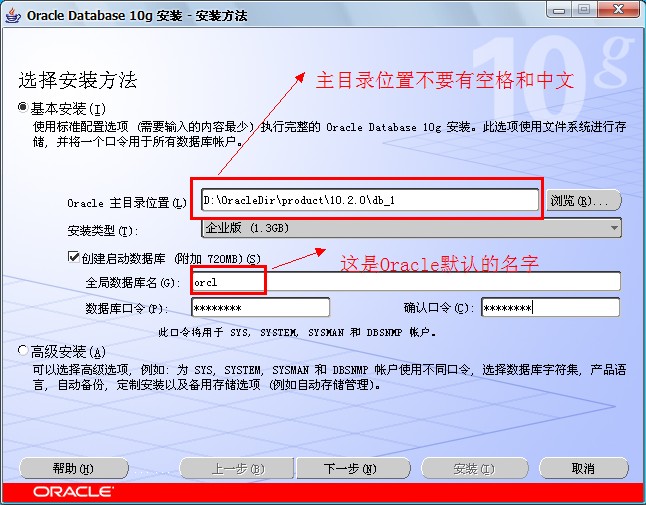 Oracle Database 10g 安装 - 安装方法
10g
选择安装方法
主目录位置不要有空格和中文
基本安装(I)
使用标准配置选项 (需要输入的内容最少) 执行完整的 Oracle Database 10g 安装。此选项使用文件系统进行存
储, 并将一个口令用于所有数据库帐户。
Oracle 主目录位置(L)
D:\OracleDir\product\10.2.0\db_1
浏览(R)...
安装类型(T):
企业版 (1.3GB)
创建启动数据库 (附加 720MB)(S)
这是Oracle默认的名字
全局数据库名(G):
orcl
数据库口令(P):
********
确认口令(C):
********
此口令将用于 SYS, SYSTEM, SYSMAN 和 DBSNMP 帐户。
高级安装(A)
可以选择高级选项, 例如: 为 SYS, SYSTEM, SYSMAN 和 DBSNMP 帐户使用不同口令, 选择数据库字符集, 产品语
言, 自动备份, 定制安装以及备用存储选项 (例如自动存储管理)。
帮助(H)
上一步(B)
下一步(N)
安装(I)
取消
ORACLE